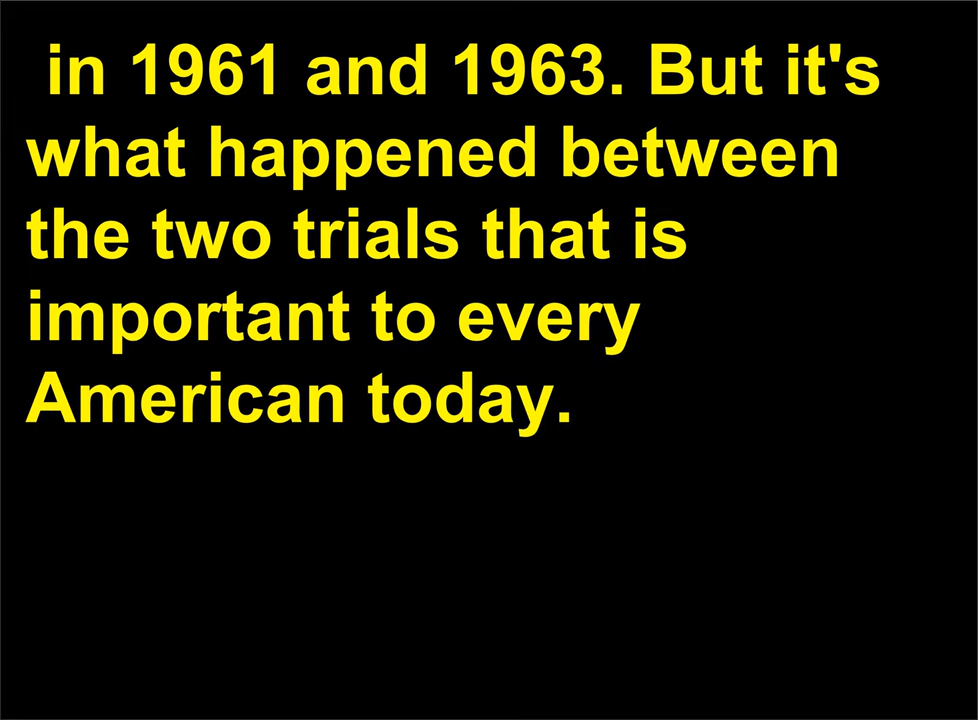 in 1961 and 1963. But it's
what happened between
the two trials that is
important to every
American today.